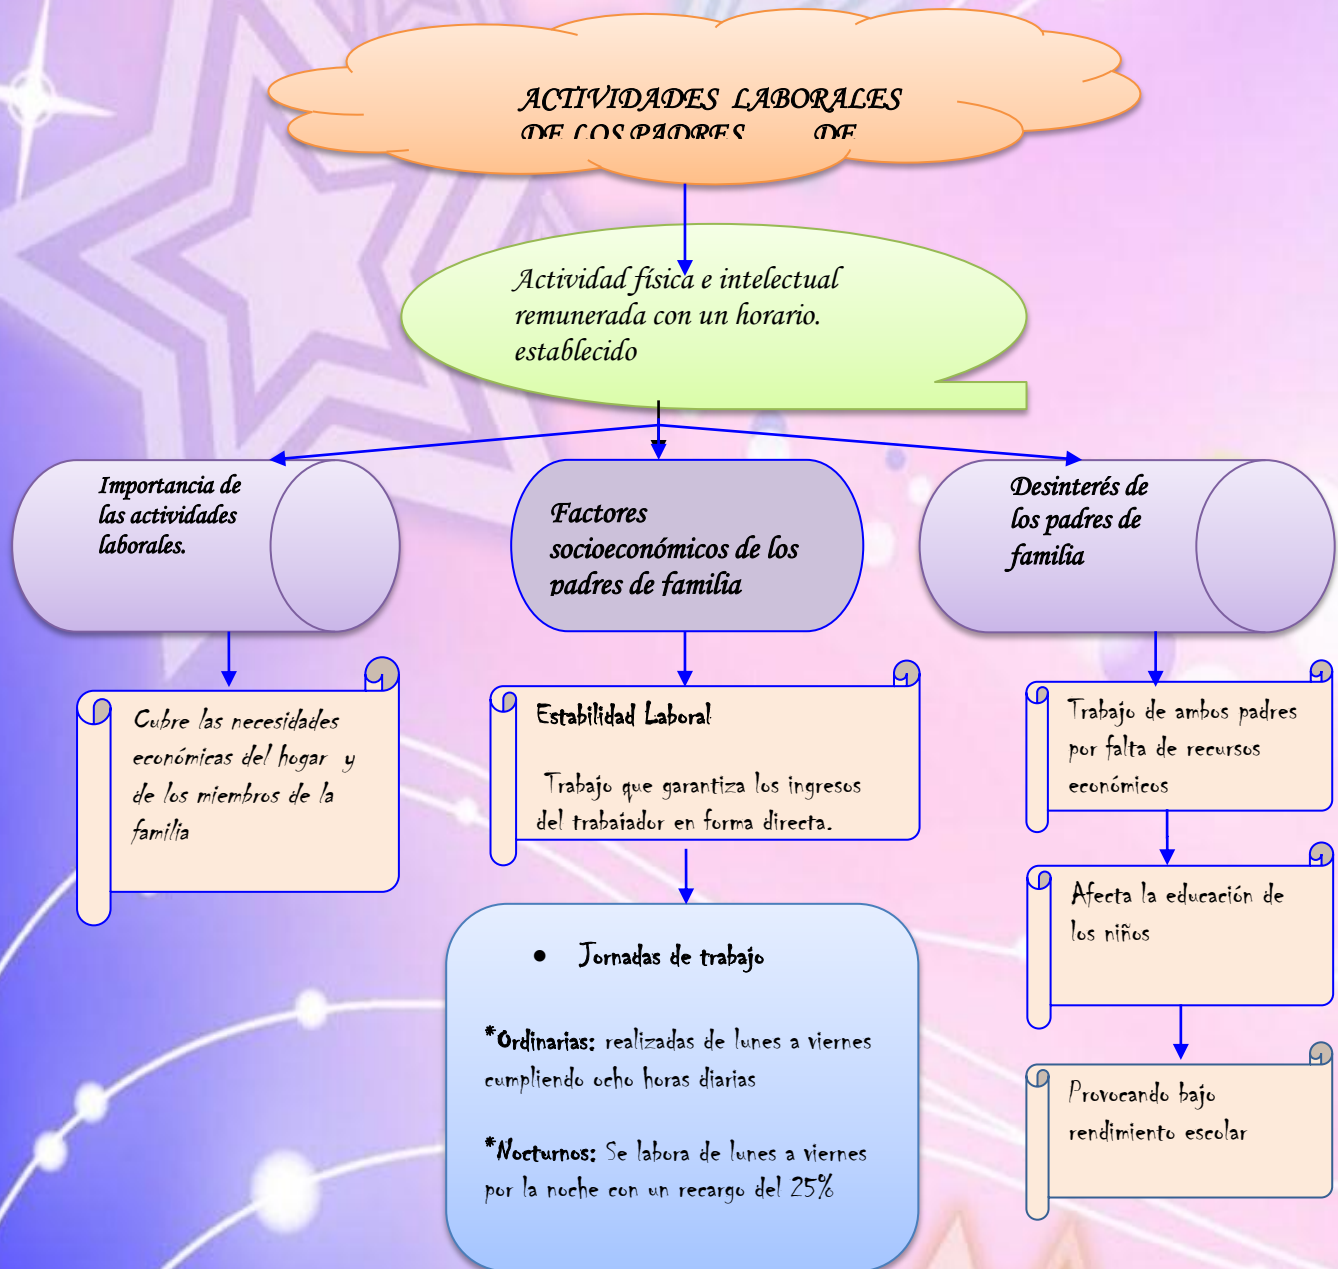 ACTIVIDADES LABORALES
DE LOS PADRES DE
Actividad física e intelectual
remunerada con un horario.
establecido
Importancia de
las actividades
laborales.
Factores
socioeconómicos de los
padres de familia
Desinterés de
los padres de
familia
Cubre las necesidades
económicas del hogar y
de los miembros de la
familia
Estabilidad Laboral
Trabajo que garantiza los ingresos
del trabajador en forma directa.
• Jornadas de trabajo
*Ordinarias: realizadas de lunes a viernes
cumpliendo ocho horas diarias
*Nocturnos: Se labora de lunes a viernes
por la noche con un recargo del 25%
Trabajo de ambos padres
por falta de recursos
económicos
Afecta la educación de
los niños
Provocando bajo
rendimiento escolar